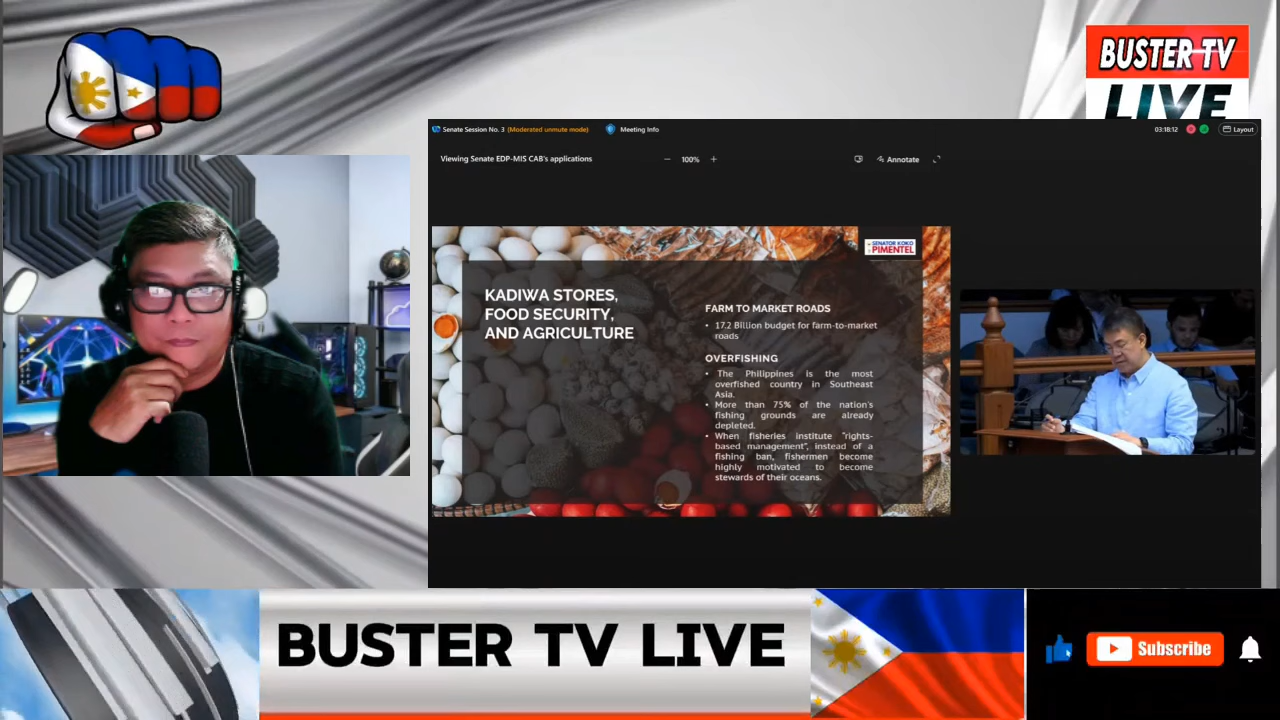 BUSTER TV
LIVE
Senate Session No. 3 (Moderated unmute mode)
Meeting Info
03:18:12
Layout
Viewing Senate EDP-MIS CAB's applications
100%
Annotate
SENATOR KOKO
PIMENTEL
KADIWA STORES,
FOOD SECURITY,
AND AGRICULTURE
FARM TO MARKET ROADS
• 17.2 Billion budget for farm-to-market
roads
OVERFISHING
• The Philippines is the most
overfished country in Southeast
Asia.
• More than 75% of the nation's
fishing grounds are already
depleted.
• When fisheries institute "rights-
based management", instead of a
fishing ban, fishermen become
highly motivated to become
stewards of their oceans.
BUSTER TV LIVE
Subscribe